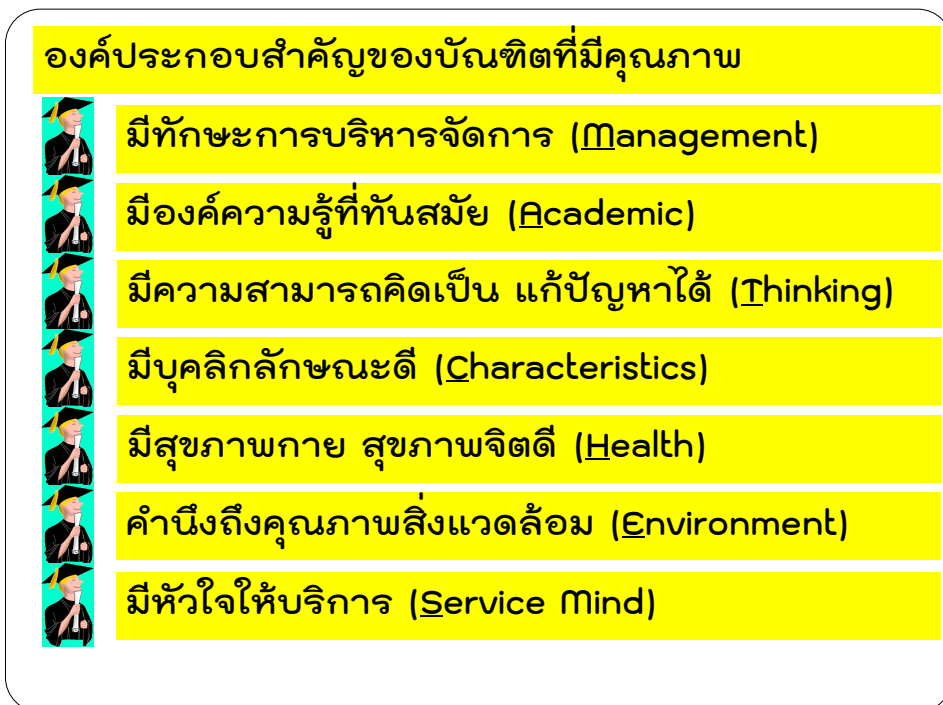 องค์ประกอบสำคัญของบัณฑิตที่มีคุณภาพ
มีทักษะการบริหารจัดการ (Management)
มีองค์ความรู้ที่ทันสมัย (Academic)
มีความสามารถคิดเป็น แก้ปัญหาได้ (Thinking)
มีบุคลิกลักษณะดี (Characteristics)
มีสุขภาพกาย สุขภาพจิตดี (Health)
คำนึงถึงคุณภาพสิ่งแวดล้อม (Environment)
มีหัวใจให้บริการ (Service Mind)